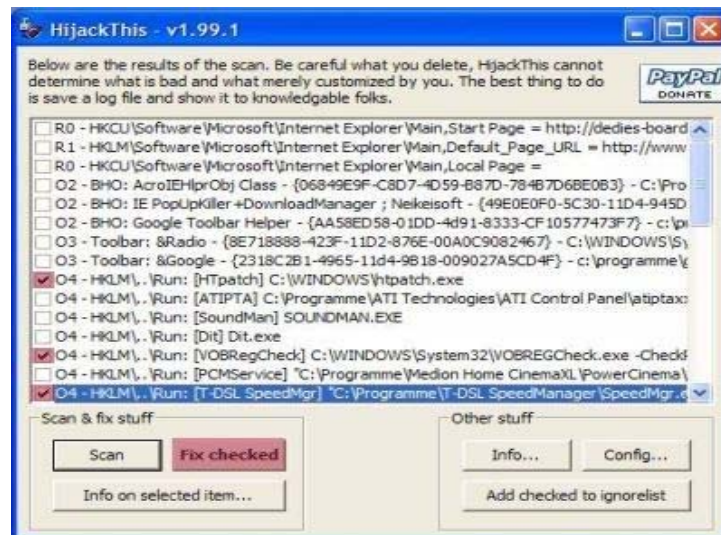 HijackThis - v1.99.1
Below are the results of the scan. Be careful what you delete, HijackThis cannot
determine what is bad and what merely customized by you. The best thing to do
is save a log file and show it to knowledgable folks.
PayPal
DONATE
R0 - HKCU\Software\Microsoft\Internet Explorer\Main,Start Page = http://dedies-board
R1 - HKLM\Software\Microsoft\Internet Explorer\Main,Default_Page_URL = http://www
R0 - HKCU\Software\Microsoft\Internet Explorer\Main,Local Page =
O2 - BHO: AcroIEHlprObj Class - {06849E9F-C8D7-4D59-B87D-784B7D6BE0B3} - C:\Pro
O2 - BHO: IE PopUpKiller+DownloadManager ; Neikeisoft - {49E0E0F0-5C30-11D4-945D
O2 - BHO: Google Toolbar Helper - {AA58ED58-01DD-4d91-8333-CF10577473F7} - c:\p
O3 - Toolbar: &Radio - {8E718888-423F-11D2-876E-00A0C9082467} - C:\WINDOWS\Sy
O3 - Toolbar: &Google - {2318C2B1-4965-11d4-9B18-009027A5CD4F} - c:\programme\g
O4 - HKLM\..\Run: [HTpatch] C:\WINDOWS\htpatch.exe
O4 - HKLM\..\Run: [ATIPTA] C:\Programme\ATI Technologies\ATI Control Panel\atiptax
O4 - HKLM\..\Run: [SoundMan] SOUNDMAN.EXE
O4 - HKLM\..\Run: [Dit] Dit.exe
O4 - HKLM\..\Run: [VOBRegCheck] C:\WINDOWS\System32\VOBREGCheck.exe -Check
O4 - HKLM\..\Run: [PCMService] "C:\Programme\Medion Home CinemaXL\PowerCinema\
O4 - HKLM\..\Run: [T-DSL SpeedMgr] "C:\Programme\T-DSL SpeedManager\SpeedMgr.e
Scan & fix stuff
Other stuff
Scan
Fix checked
Info...
Config...
Info on selected item...
Add checked to ignorelist